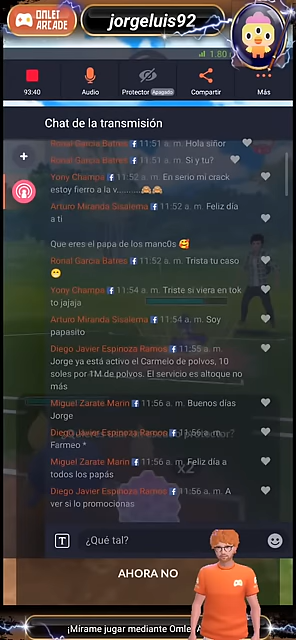 OMLET ARCADE
jorgeluis92
1.80
93:40
Audio
Protector Apagado
Compartir
Más
Chat de la transmisión
Ronal Garcia Batres 11:51 a. m. Hola siñor
Ronal Garcia Batres 11:51 a. m. Si y tu?
Yony Champa 11:52 a. m. En serio mi crack
estoy fierro a la v..........
Arturo Miranda Sisalema 11:52 a. m. Feliz día
a ti
Que eres el papa de los manc0s
Ronal Garcia Batres 11:52 a. m. Trista tu caso
Yony Champa 11:54 a. m. Triste si viera en tok
to jajaja
Arturo Miranda Sisalema 11:54 a. m. Soy
papasito
Diego Javier Espinoza Ramos 11:55 a. m.
Jorge ya está activo el Carmelo de polvos, 10
soles por 1M de polvos. El servicio es altoque no
más
Miguel Zarate Marin 11:56 a. m. Buenos días
Jorge
Diego Javier Espinoza Ramos 11:56 a. m.
Farmeo *
Miguel Zarate Marin 11:56 a. m. Feliz día a
todos los papás
x2
Diego Javier Espinoza Ramos 11:56 a. m. A
ver si lo promocionas
T
¿Qué tal?
AHORA NO
¡Mírame jugar mediante Omlet A